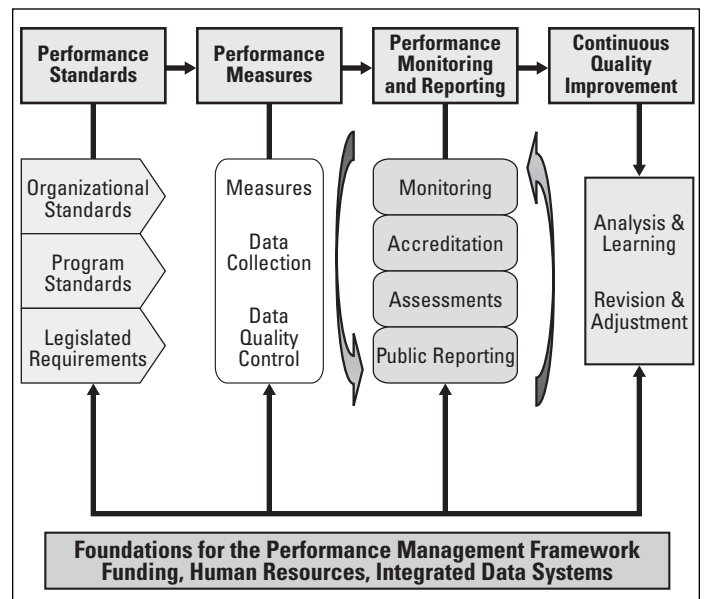 Performance
Standards
Performance
Measures
Performance
Monitoring
and Reporting
Continuous
Quality
Improvement
Organizational
Standards
Program
Standards
Legislated
Requirements
Measures
Data
Collection
Data
Quality
Control
Monitoring
Accreditation
Assessments
Public Reporting
Analysis &
Learning
Revision &
Adjustment
Foundations for the Performance Management Framework
Funding, Human Resources, Integrated Data Systems